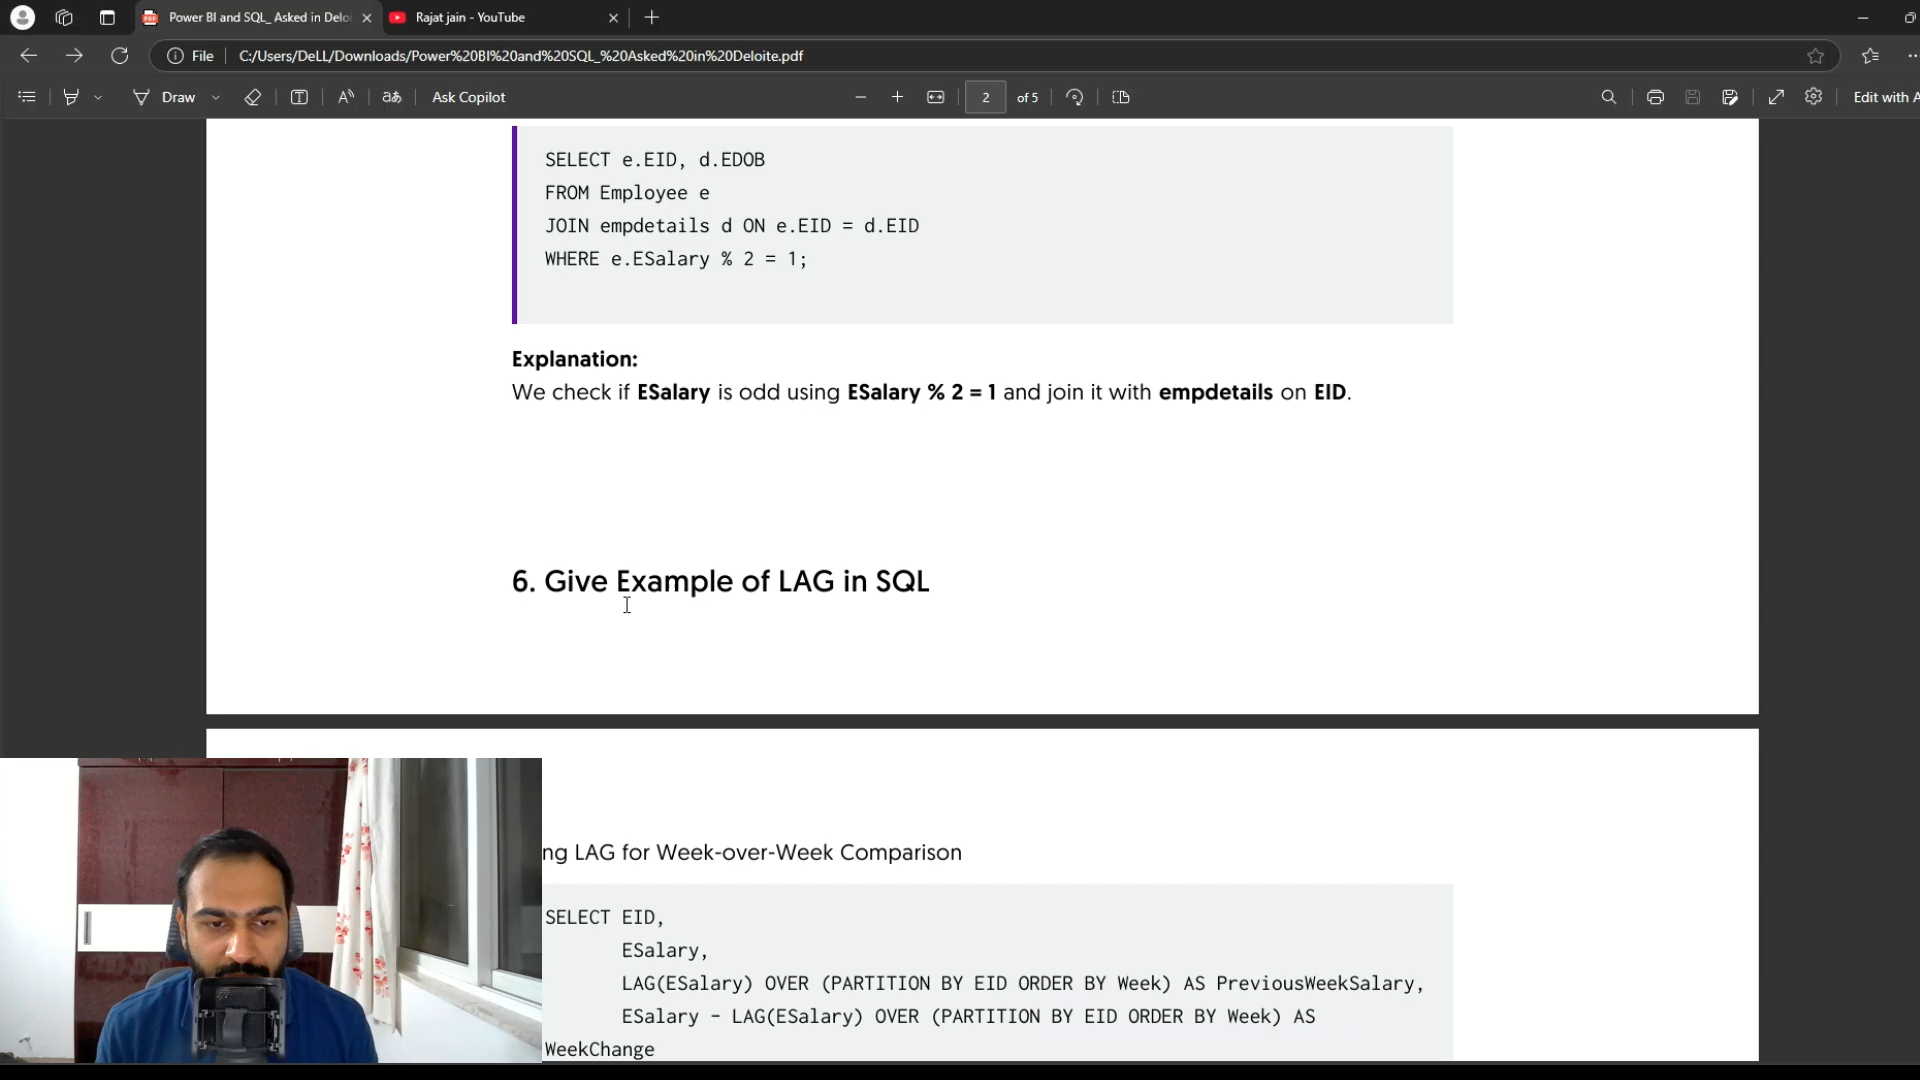 Power BI and SQL_ Asked in Delo
Rajat jain - YouTube
File
C:/Users/DeLL/Downloads/Power%20BI%20and%20SQL_%20Asked%20in%20Deloite.pdf
Draw
Ask Copilot
2
of 5
Edit with A
SELECT e.EID, d.EDOB
FROM Employee e
JOIN empdetails d ON e.EID = d.EID
WHERE e.ESalary % 2 = 1;
Explanation:
We check if ESalary is odd using ESalary % 2 = 1 and join it with empdetails on EID.
6. Give Example of LAG in SQL
ng LAG for Week-over-Week Comparison
SELECT EID,
ESalary,
LAG(ESalary) OVER (PARTITION BY EID ORDER BY Week) AS PreviousWeekSalary,
ESalary - LAG(ESalary) OVER (PARTITION BY EID ORDER BY Week) AS
WeekChange